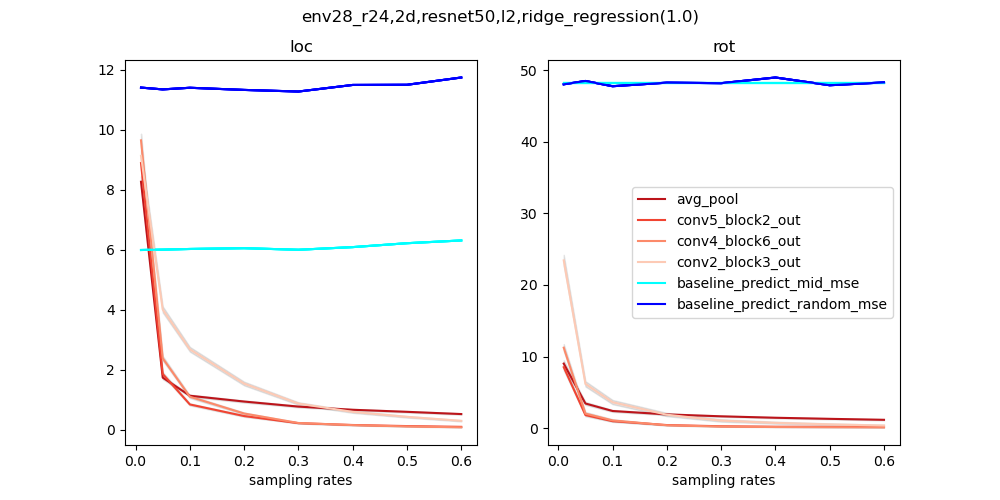 env28_r24,2d,resnet50,l2,ridge_regression(1.0)
loc
12
10
8
6
4
2
0
0.0 0.1 0.2 0.3 0.4 0.5 0.6
sampling rates
rot
50
40
30
20
10
0
avg_pool
conv5_block2_out
conv4_block6_out
conv2_block3_out
baseline_predict_mid_mse
baseline_predict_random_mse
0.0 0.1 0.2 0.3 0.4 0.5 0.6
sampling rates